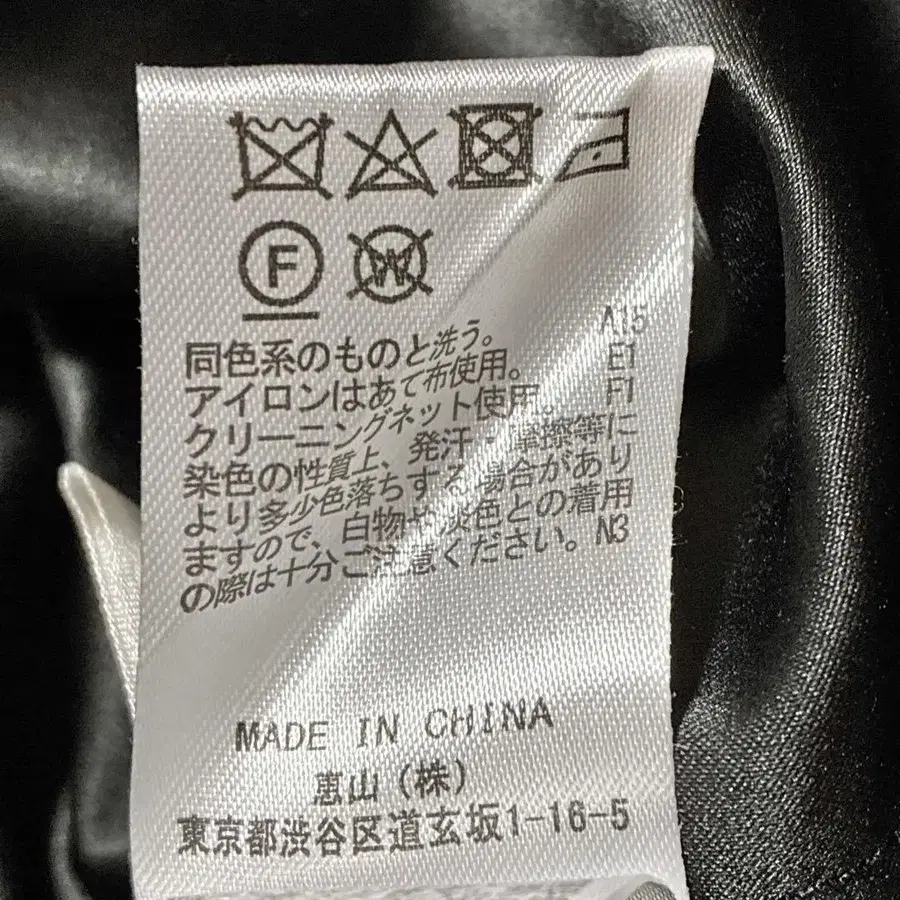 F W
同色系のものと洗う。 A15
アイロンはあて布使用。 E1
クリーニングネット使用。 F1
染色の性質上、発汗・摩擦等に
より多少色落ちする場合があり
ますので、白物や淡色との着用
の際は十分ご注意ください。 N3
MADE IN CHINA
恵山(株)
東京都渋谷区道玄坂1-16-5